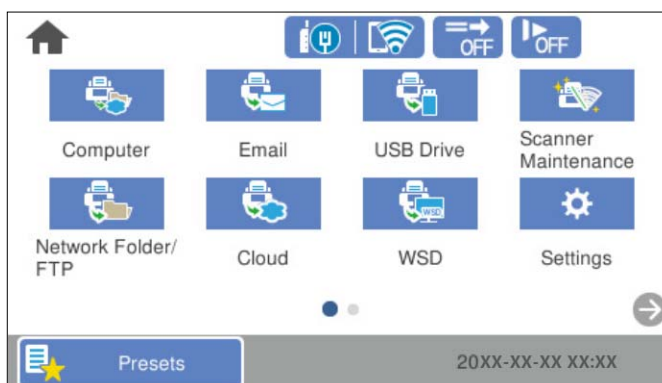 OFF
OFF
Computer
Email
USB Drive
Scanner
Maintenance
WSD
Network Folder/
FTP
Cloud
WSD
Settings
Presets
20XX-XX-XX XX:XX